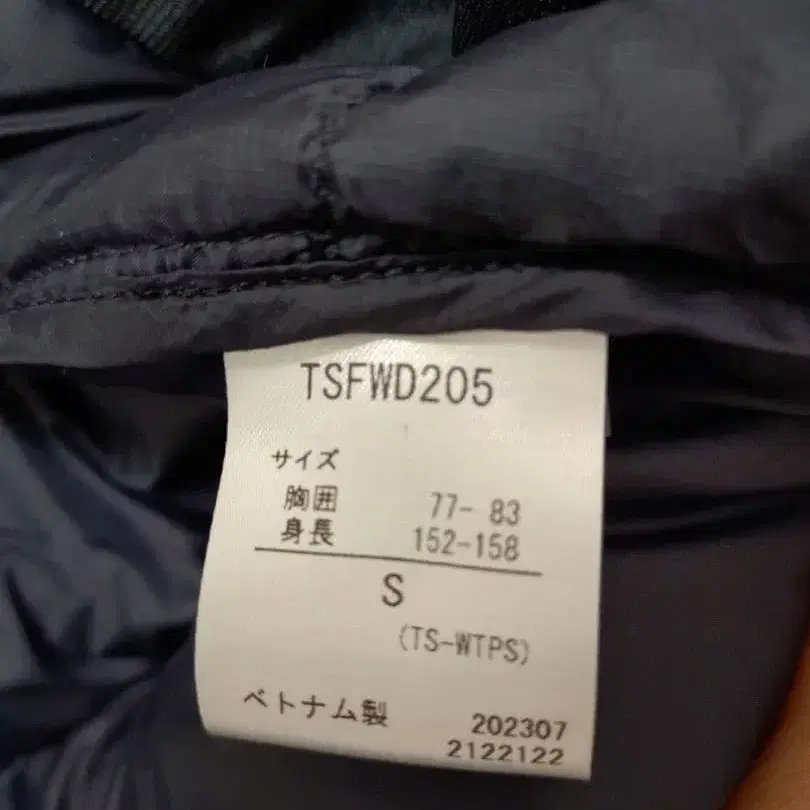 TSFWD205
サイズ
胸囲 77- 83
身長 152-158
S
(TS-WTPS)
ベトナム製 202307
2122122